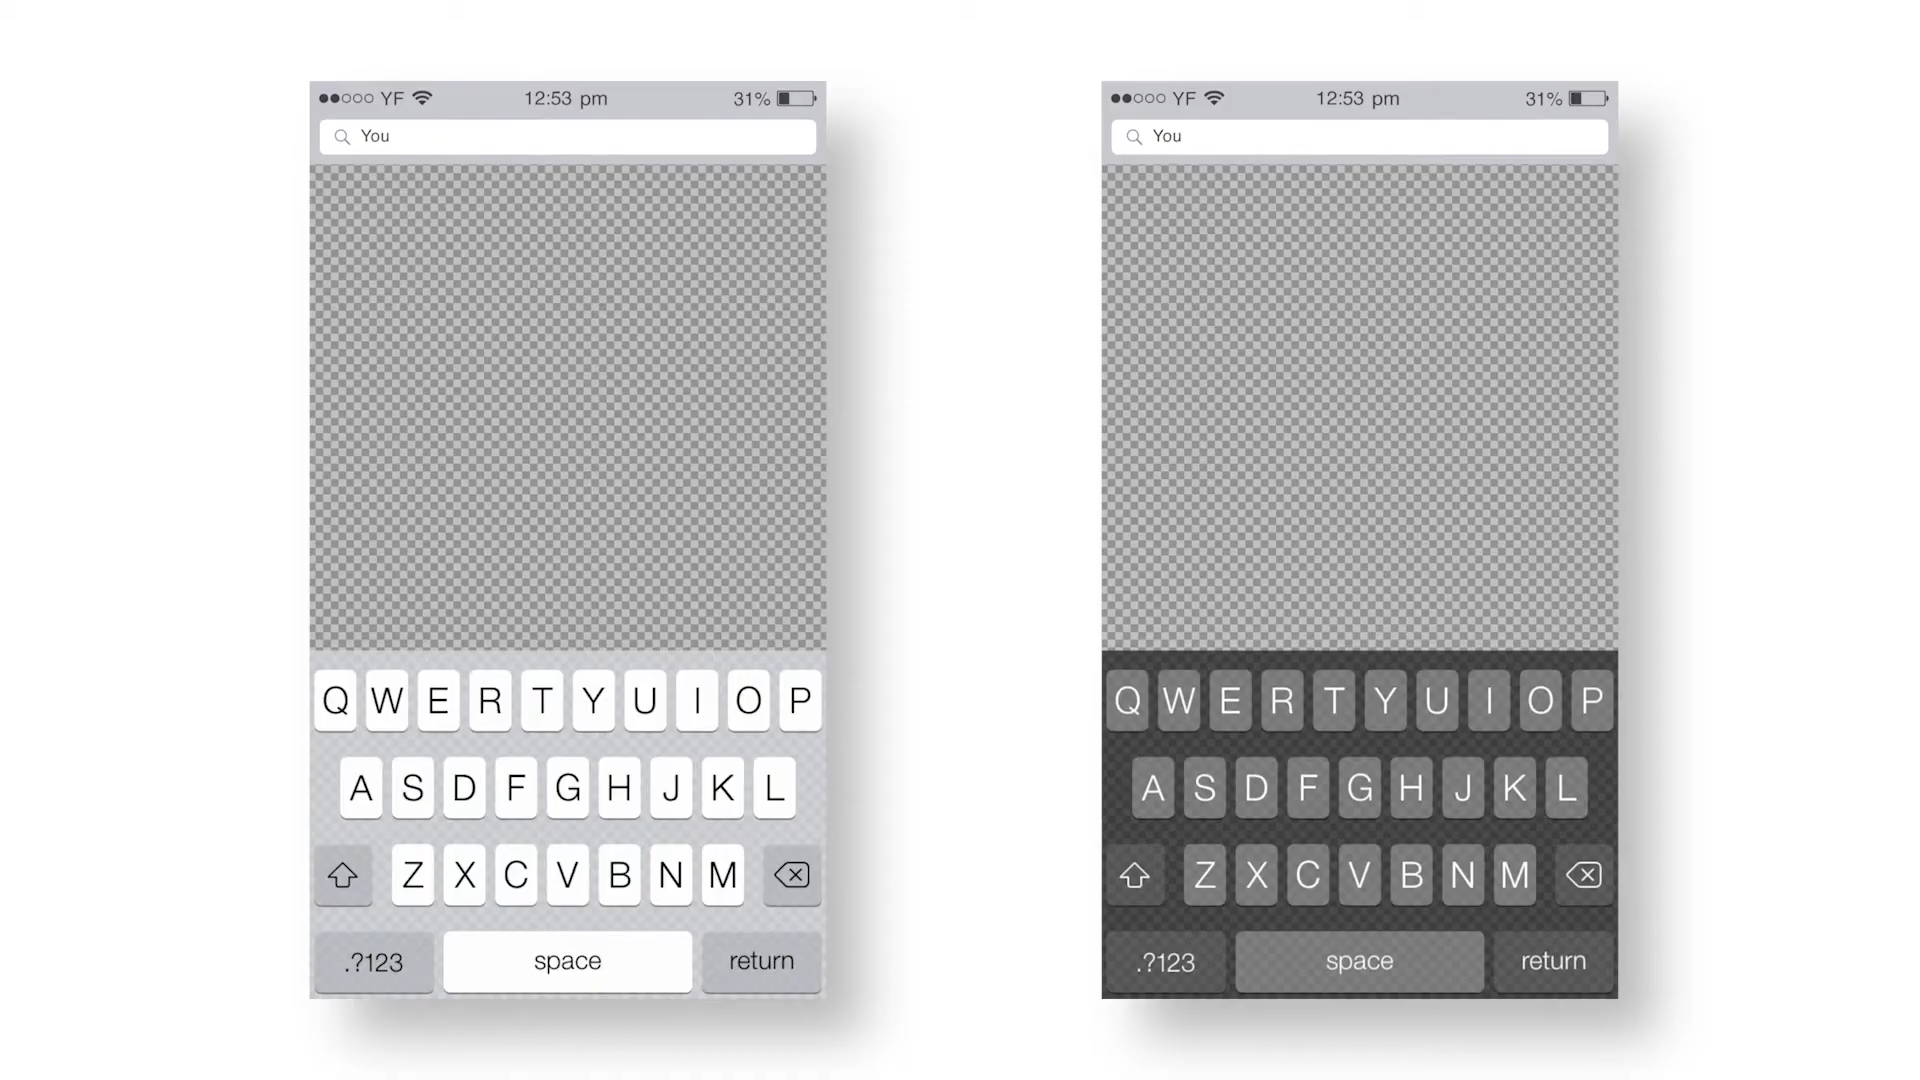 YF 12:53 pm 31%
You
Q W E R T Y U I O P
A S D F G H J K L
Z X C V B N M
.?123 space return
YF 12:53 pm 31%
You
Q W E R T Y U I O P
A S D F G H J K L
Z X C V B N M
.?123 space return